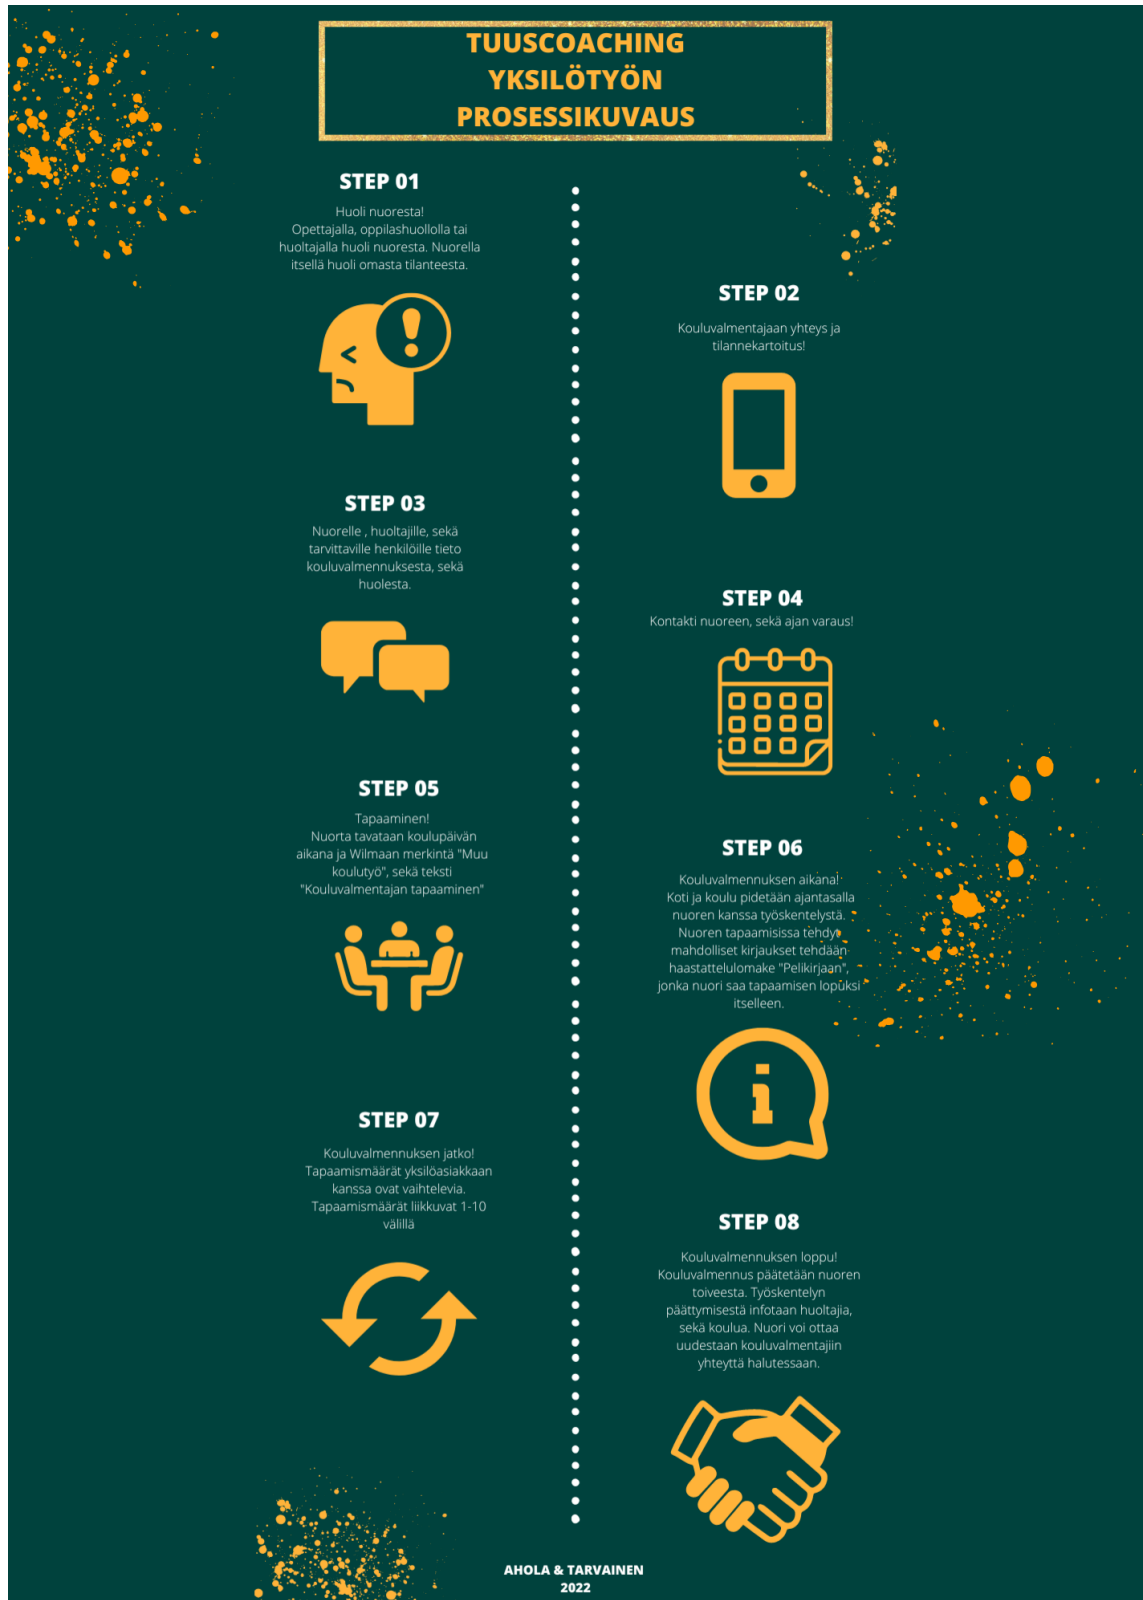 TUUSCOACHING
YKSILÖTYÖN
PROSESSIKUVAUS
STEP 01
Huoli nuoresta!
Opettajalla, oppilashuollolla tai
huoltajalla huoli nuoresta. Nuorella
itsellä huoli omasta tilanteesta.
STEP 02
Kouluvalmentajaan yhteys ja
tilannekartoitus!
STEP 03
Nuorelle , huoltajille, sekä
tarvittaville henkilöille tieto
kouluvalmennuksesta, sekä
huolesta.
STEP 04
Kontakti nuoreen, sekä ajan varaus!
STEP 05
Tapaaminen!
Nuorta tavataan koulupäivän
aikana ja Wilmaan merkintä "Muu
koulutyö", sekä teksti
"Kouluvalmentajan tapaaminen"
STEP 06
Kouluvalmennuksen aikana!
Koti ja koulu pidetään ajantasalla
nuoren kanssa työskentelystä.
Nuoren tapaamisissa tehdyt
mahdolliset kirjaukset tehdään
haastattelulomake "Pelikirjaan",
jonka nuori saa tapaamisen lopuksi
itselleen.
STEP 07
Kouluvalmennuksen jatko!
Tapaamismäärät yksilöasiakkaan
kanssa ovat vaihtelevia.
Tapaamismäärät liikkuvat 1-10
välillä
STEP 08
Kouluvalmennuksen loppu!
Kouluvalmennus päätetään nuoren
toiveesta. Työskentelyn
päättymisestä infotaan huoltajia,
sekä koulua. Nuori voi ottaa
uudestaan kouluvalmentajiin
yhteyttä halutessaan.
AHOLA & TARVAINEN
2022